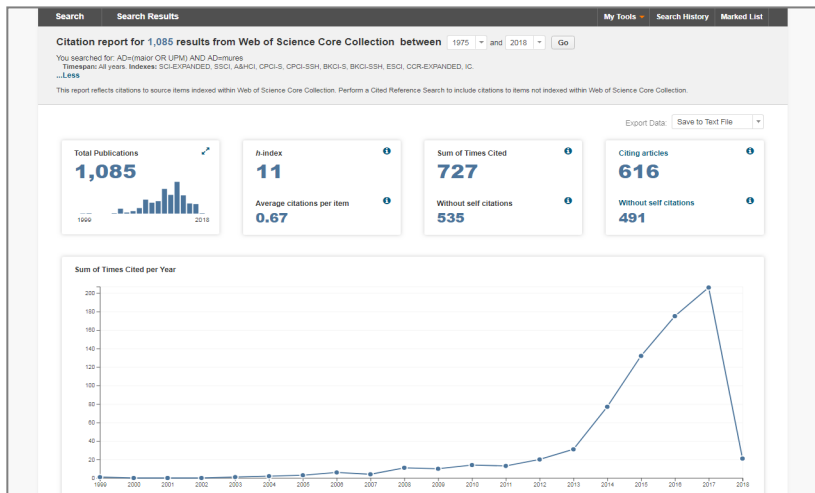 Search Search Results My Tools Search History Marked List
Citation report for 1,085 results from Web of Science Core Collection between 1975 and 2018 Go
You searched for: AD=(maior OR UPM) AND AD=mures
Timespan: All years. Indexes: SCI-EXPANDED, SSCI, A&HCI, CPCI-S, CPCI-SSH, BKCI-S, BKCI-SSH, ESCI, CCR-EXPANDED, IC.
...Less
This report reflects citations to source items indexed within Web of Science Core Collection. Perform a Cited Reference Search to include citations to items not indexed within Web of Science Core Collection.
Export Data: Save to Text File
Total Publications
1,085
1999 2018
h-index
11
Average citations per item
0.67
Sum of Times Cited
727
Without self citations
535
Citing articles
616
Without self citations
491
Sum of Times Cited per Year
200
180
160
140
120
100
80
60
40
20
0
1999 2000 2001 2002 2003 2004 2005 2006 2007 2008 2009 2010 2011 2012 2013 2014 2015 2016 2017 2018